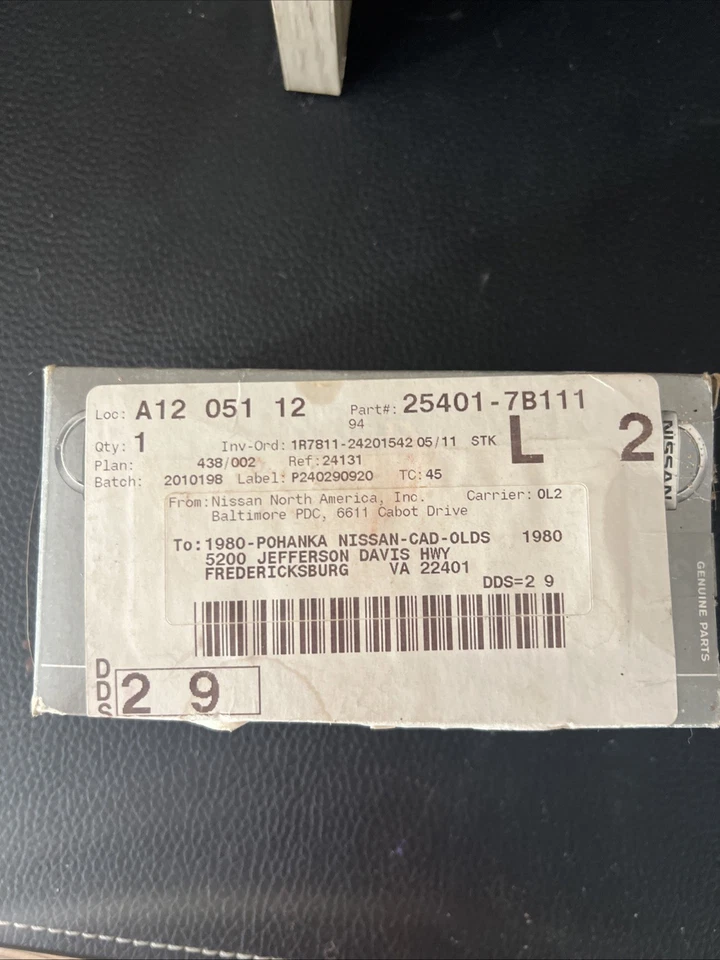 Loc: A12 051 12 Part#: 25401-7B111
94
Qty: 1 Inv-Ord: 1R7811-24201542 05/11 STK L 2
Plan: 438/002 Ref: 24131
Batch: 2010198 Label: P240290920 TC: 45
From: Nissan North America, Inc. Carrier: OL2
Baltimore PDC, 6611 Cabot Drive
To: 1980-POHANKA NISSAN-CAD-OLDS 1980
5200 JEFFERSON DAVIS HWY
FREDERICKSBURG VA 22401
DDS=2 9
DDS 2 9
NISSAN
GENUINE PARTS